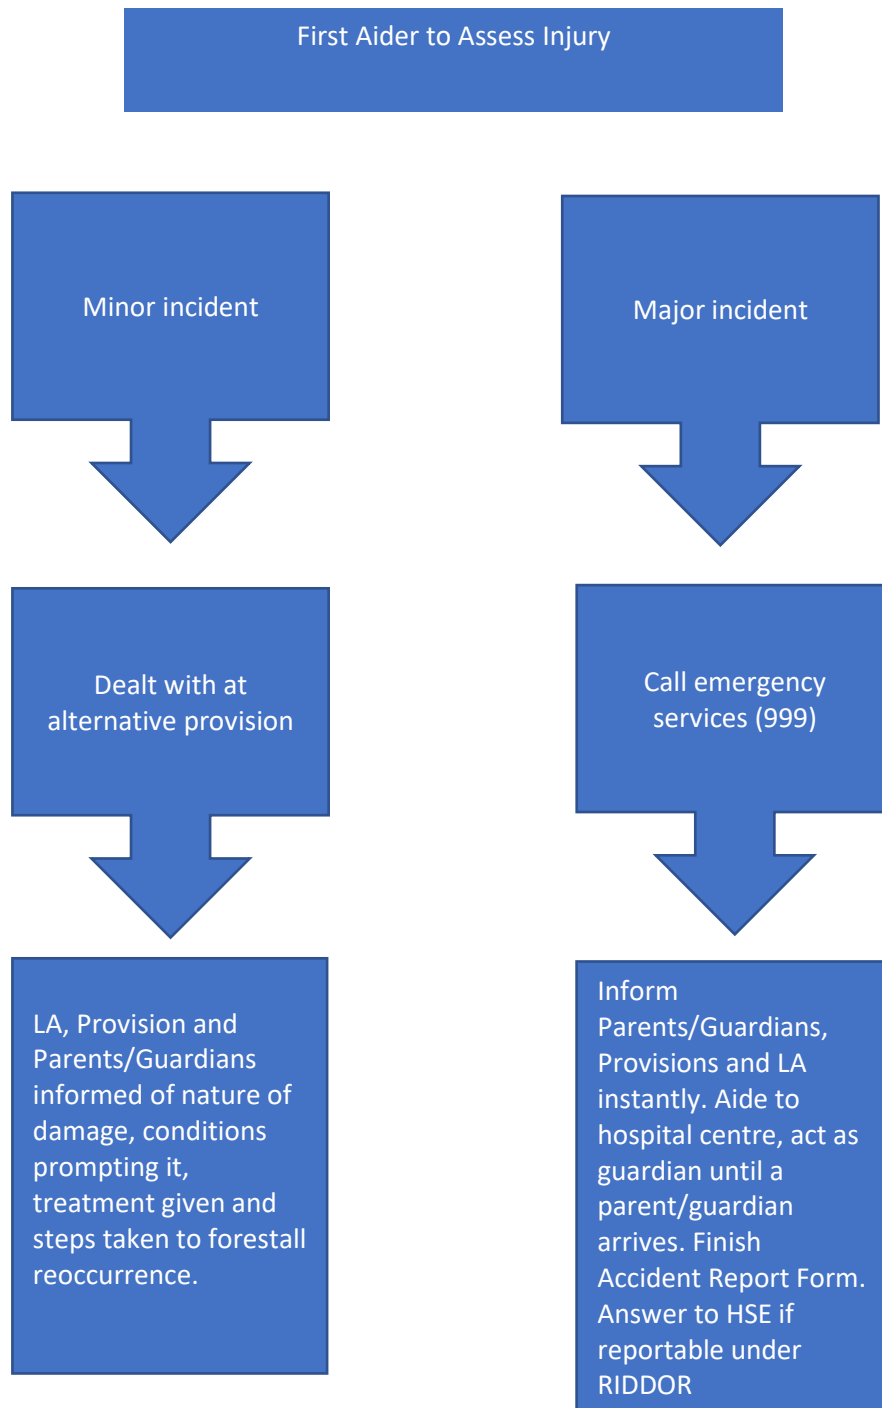 First Aider to Assess Injury
Minor incident
Major incident
Dealt with at
alternative provision
Call emergency
services (999)
LA, Provision and
Parents/Guardians
informed of nature of
damage, conditions
prompting it,
treatment given and
steps taken to forestall
reoccurrence.
Inform
Parents/Guardians,
Provisions and LA
instantly. Aide to
hospital centre, act as
guardian until a
parent/guardian
arrives. Finish
Accident Report Form.
Answer to HSE if
reportable under
RIDDOR